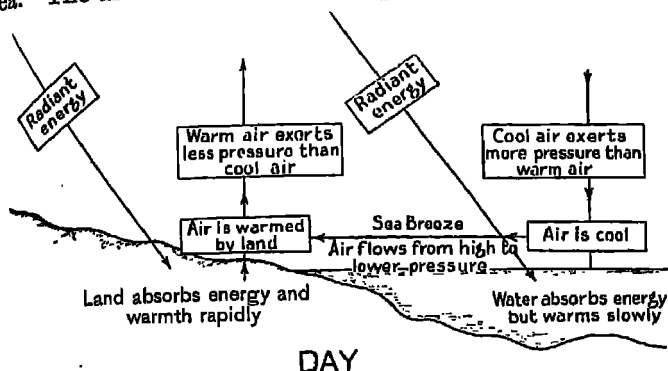 Radiant
energy
Radiant
energy
Warm air exerts
less pressure than
cool air
Cool air exerts
more pressure than
warm air
Air is warmed
by land
Sea Breeze
Air flows from high to
lower pressure
Air is cool
Land absorbs energy and
warmth rapidly
Water absorbs energy
but warms slowly
DAY